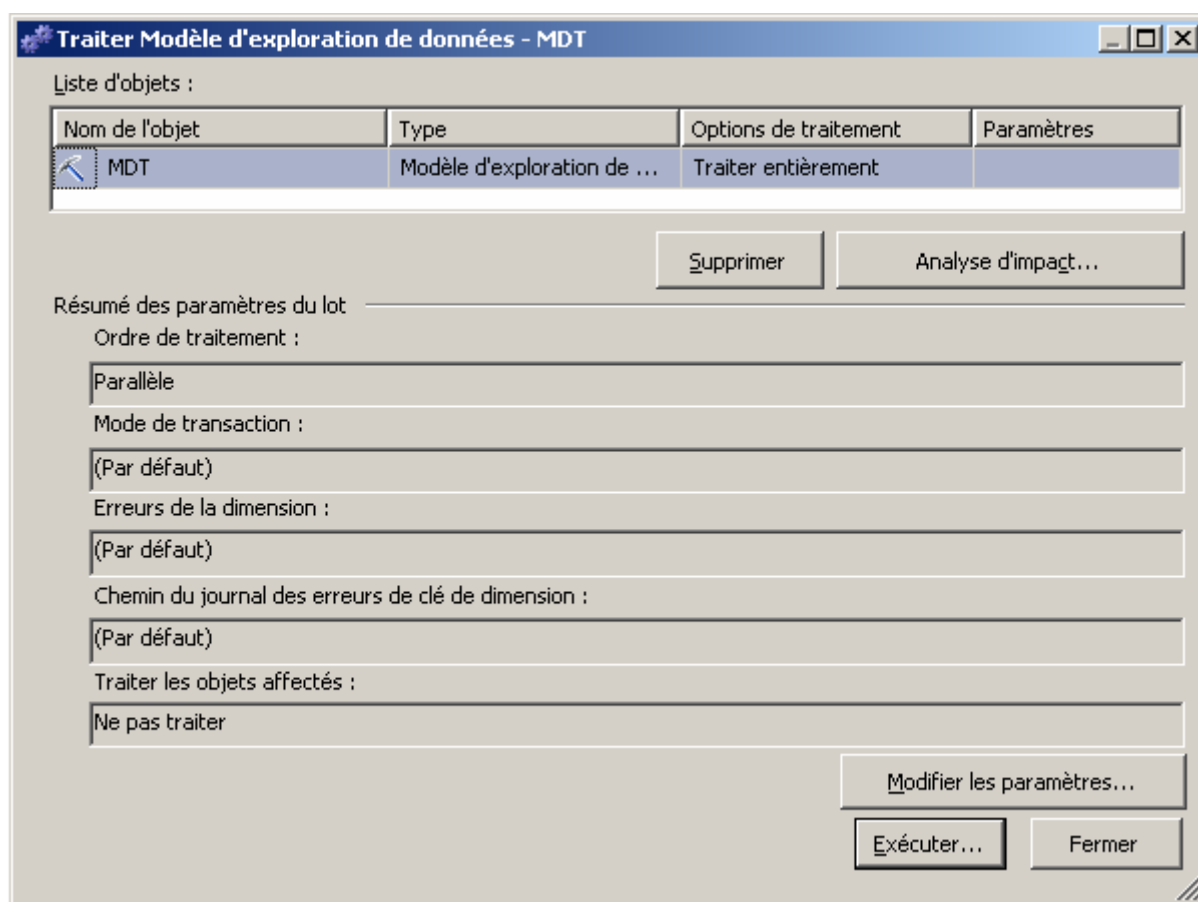 Traiter Modèle d'exploration de données - MDT
Liste d'objets :
Nom de l'objet Type Options de traitement Paramètres
MDT Modèle d'exploration de ... Traiter entièrement
Supprimer Analyse d'impact...
Résumé des paramètres du lot
Ordre de traitement :
Parallèle
Mode de transaction :
(Par défaut)
Erreurs de la dimension :
(Par défaut)
Chemin du journal des erreurs de clé de dimension :
(Par défaut)
Traiter les objets affectés :
Ne pas traiter
Modifier les paramètres...
Exécuter... Fermer